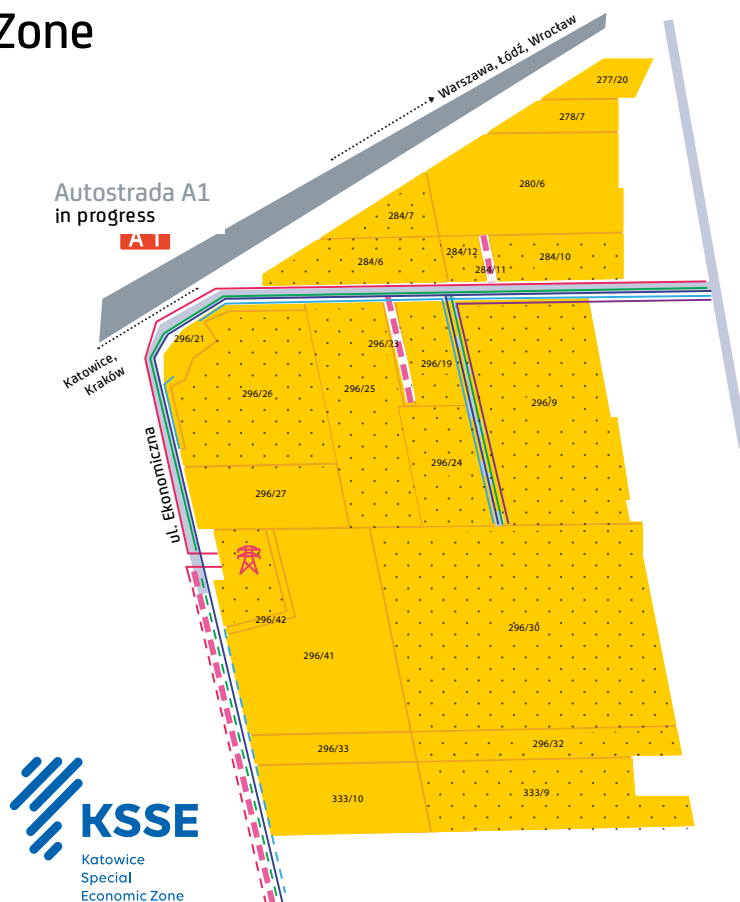 Zone
Warszawa, Łódź, Wrocław
277/20
278/7
280/6
Autostrada A1
in progress
A 1
284/7
284/12
284/10
284/6
284/11
296/21
296/23
Katowice,
Kraków
296/19
296/26
296/25
296/9
296/24
ul. Ekonomiczna
296/27
296/42
296/30
296/41
296/33
296/32
333/10
333/9
KSSE
Katowice
Special
Economic Zone